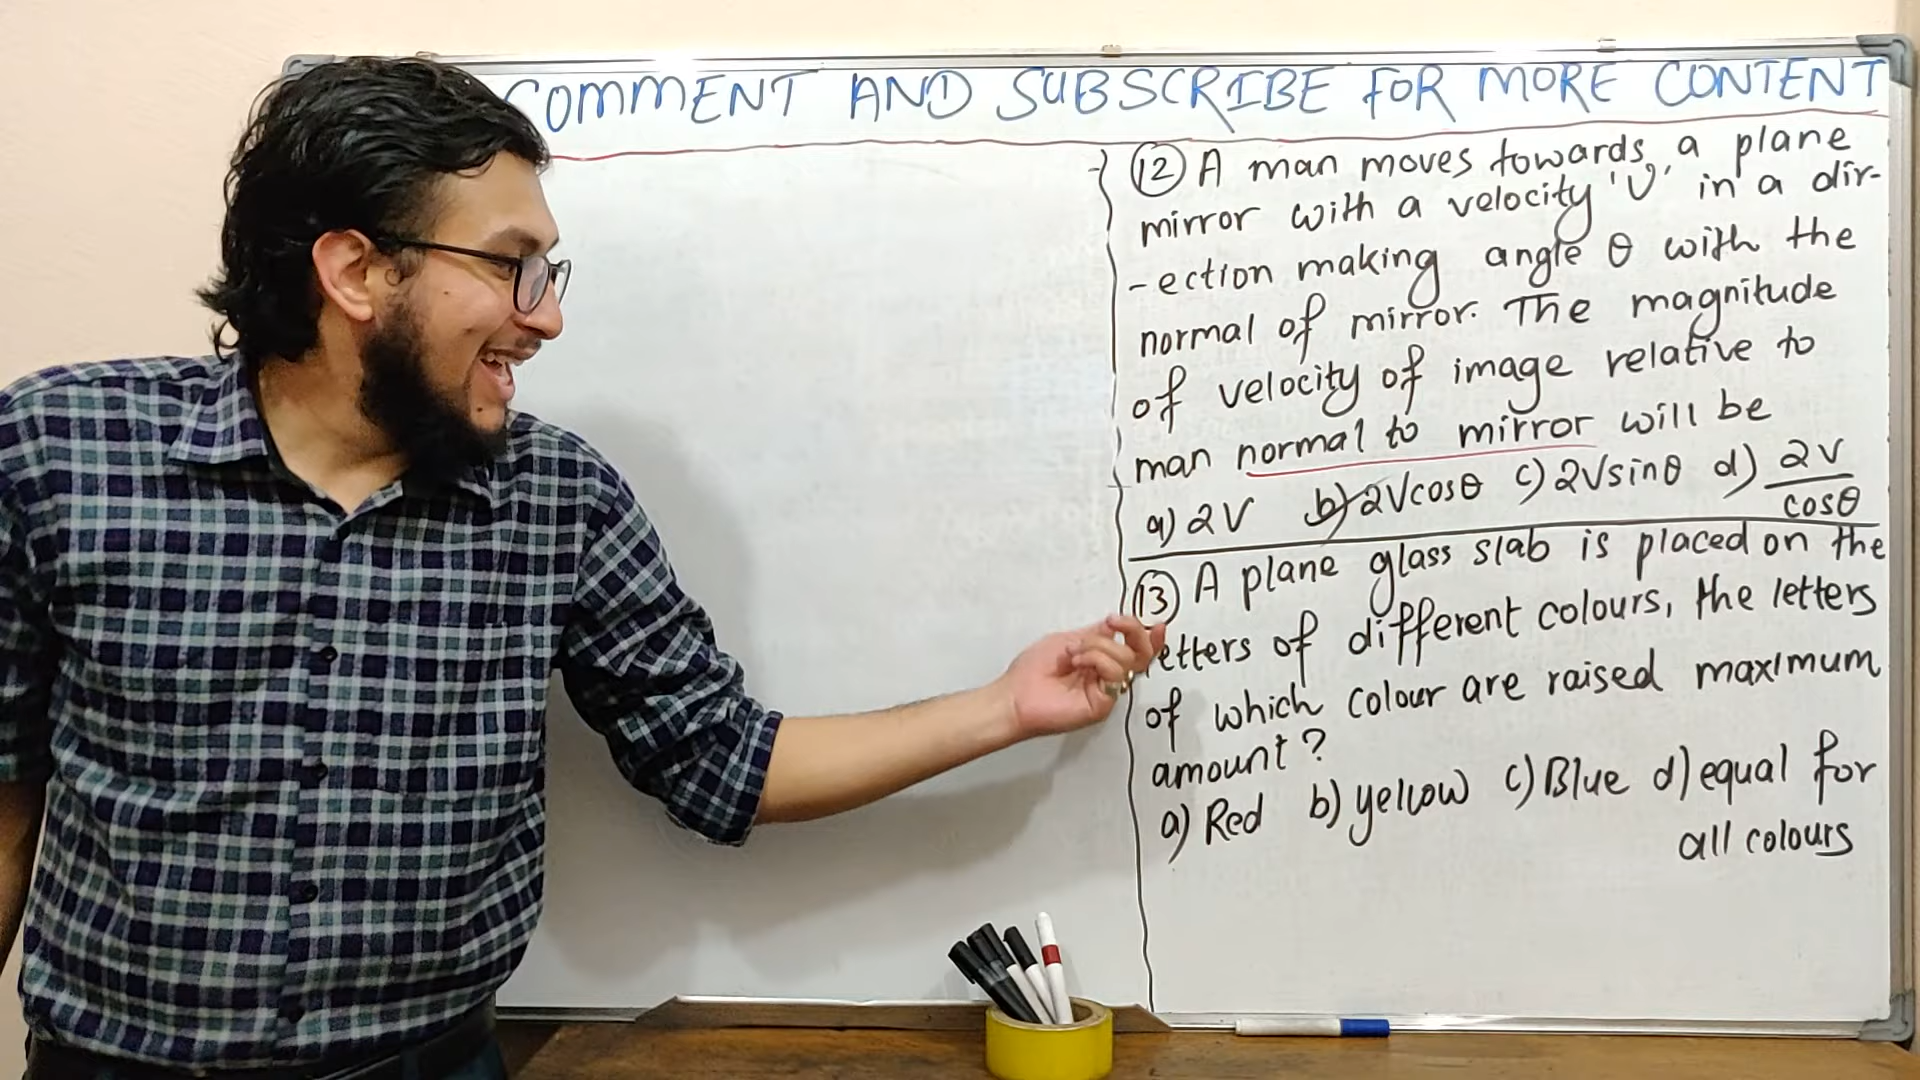 COMMENT AND SUBSCRIBE FOR MORE CONTENT
(12) A man moves towards a plane
mirror with a velocity 'v' in a dir-
-ection making angle θ with the
normal of mirror. The magnitude
of velocity of image relative to
man normal to mirror will be
a) 2V b) 2Vcosθ c) 2Vsinθ d) 2V/cosθ
(13) A plane glass slab is placed on the
letters of different colours, the letters
of which colour are raised maximum
amount?
a) Red b) yellow c) Blue d) equal for
all colours